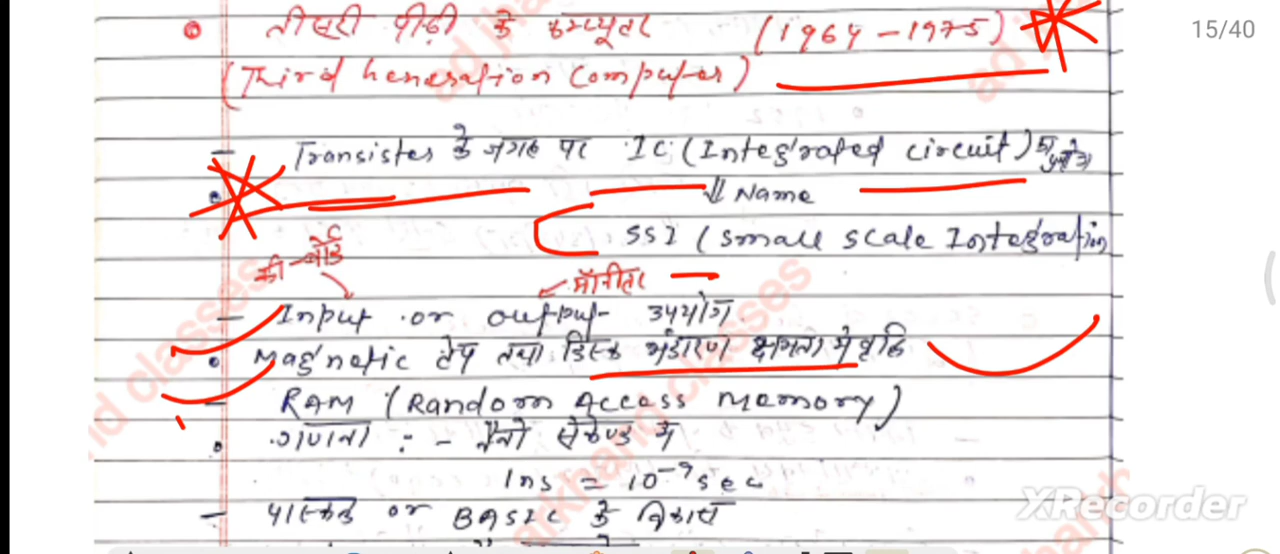 15/40
तीसरी पीढ़ी के कम्प्यूटर (1964-1975)
(Third Generation Computer)
Transister के जगह पर IC (Integrated circuit) का
Name
SSI (Small Scale Integration
की-बोर्ड
मॉनीटर
Input or output उपयोग
Magnetic टेप तथा डिस्क भंडारण क्षमता मे वृद्धि
RAM (Random Access Memory)
गणना :- नैनो सेकेण्ड मे
1ns = 10⁻⁹ sec
पास्कल or BASIC के विकास
XRecorder